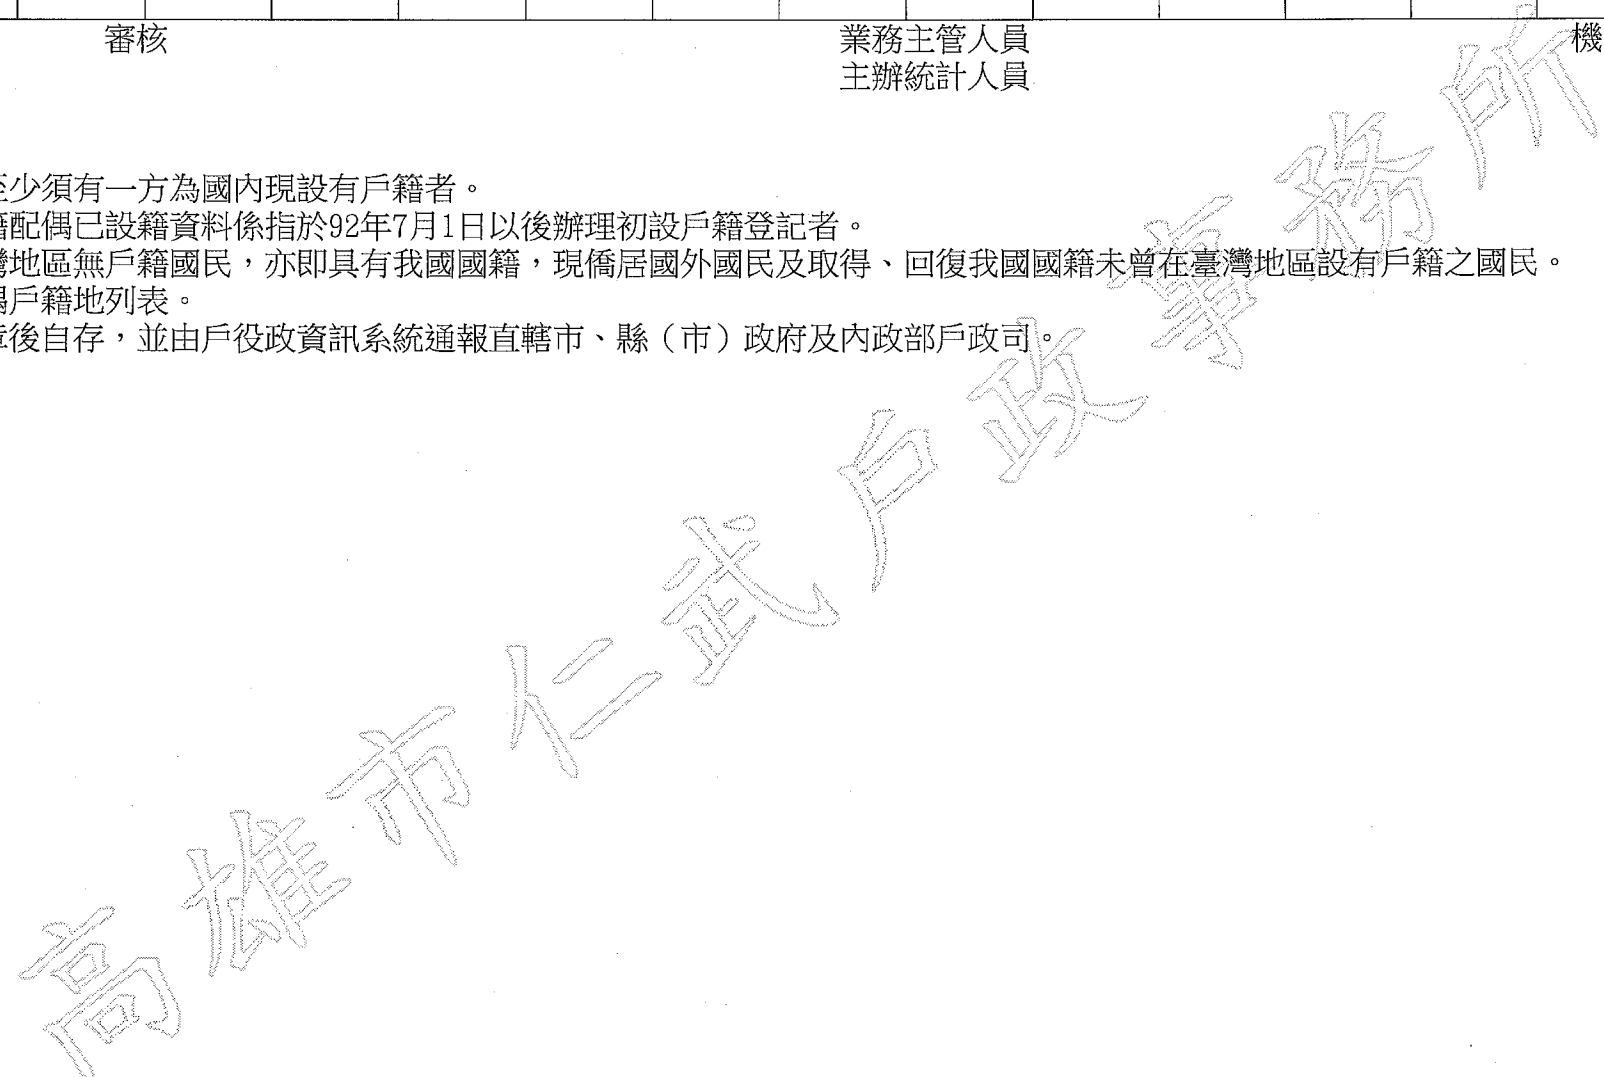 審核 業務主管人員 機
主辦統計人員
至少須有一方為國內現設有戶籍者。
籍配偶已設籍資料係指於92年7月1日以後辦理初設戶籍登記者。
灣地區無戶籍國民，亦即具有我國國籍，現僑居國外國民及取得、回復我國國籍未曾在臺灣地區設有戶籍之國民。
偶戶籍地列表。
章後自存，並由戶役政資訊系統通報直轄市、縣（市）政府及內政部戶政司。
高雄市仁武戶政事務所